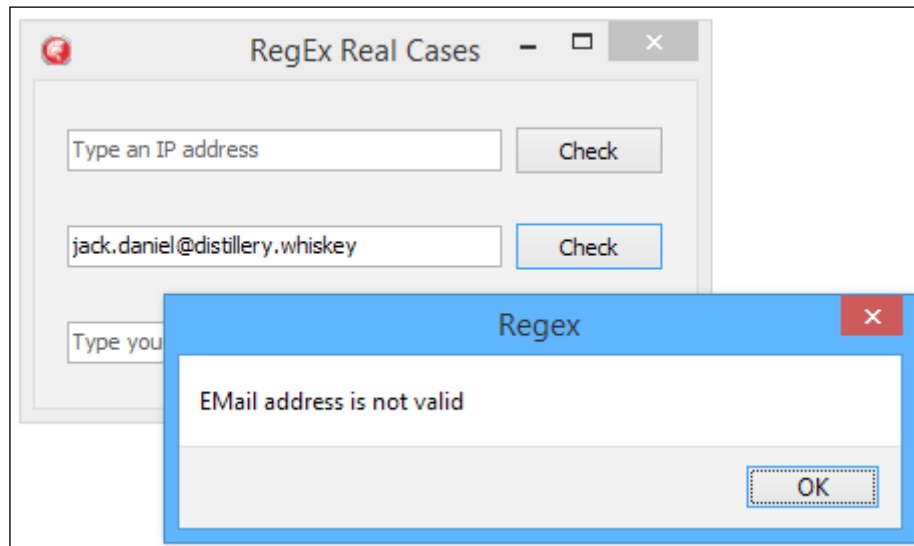 RegEx Real Cases
Type an IP address
Check
jack.daniel@distillery.whiskey
Check
Type you
Regex
EMail address is not valid
OK